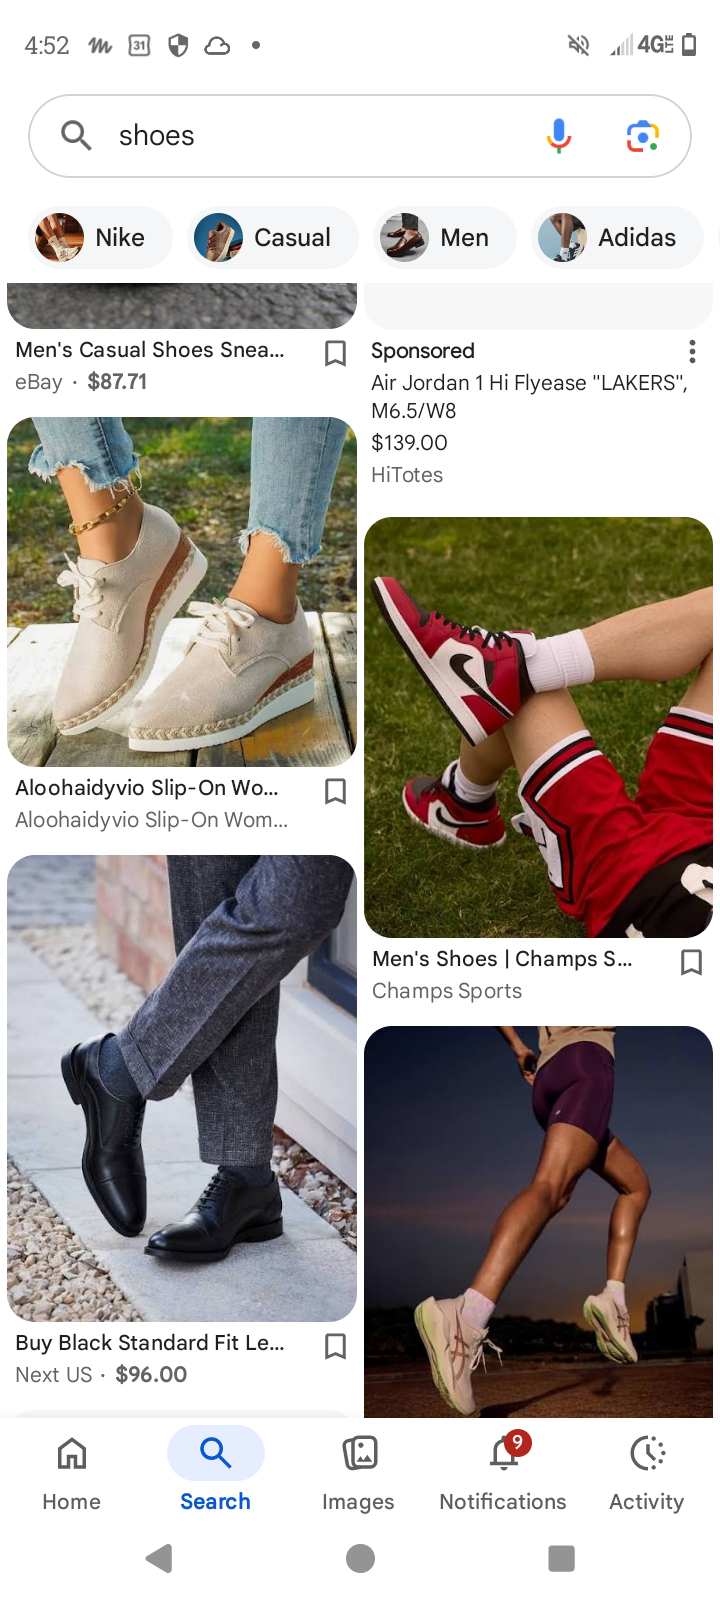 4:52
31
4G LTE
shoes
Nike
Casual
Men
Adidas
Men's Casual Shoes Snea...
eBay · $87.71
Sponsored
Air Jordan 1 Hi Flyease "LAKERS",
M6.5/W8
$139.00
HiTotes
Aloohaidyvio Slip-On Wo...
Aloohaidyvio Slip-On Wom...
Men's Shoes | Champs S...
Champs Sports
Buy Black Standard Fit Le...
Next US · $96.00
9
Home
Search
Images
Notifications
Activity